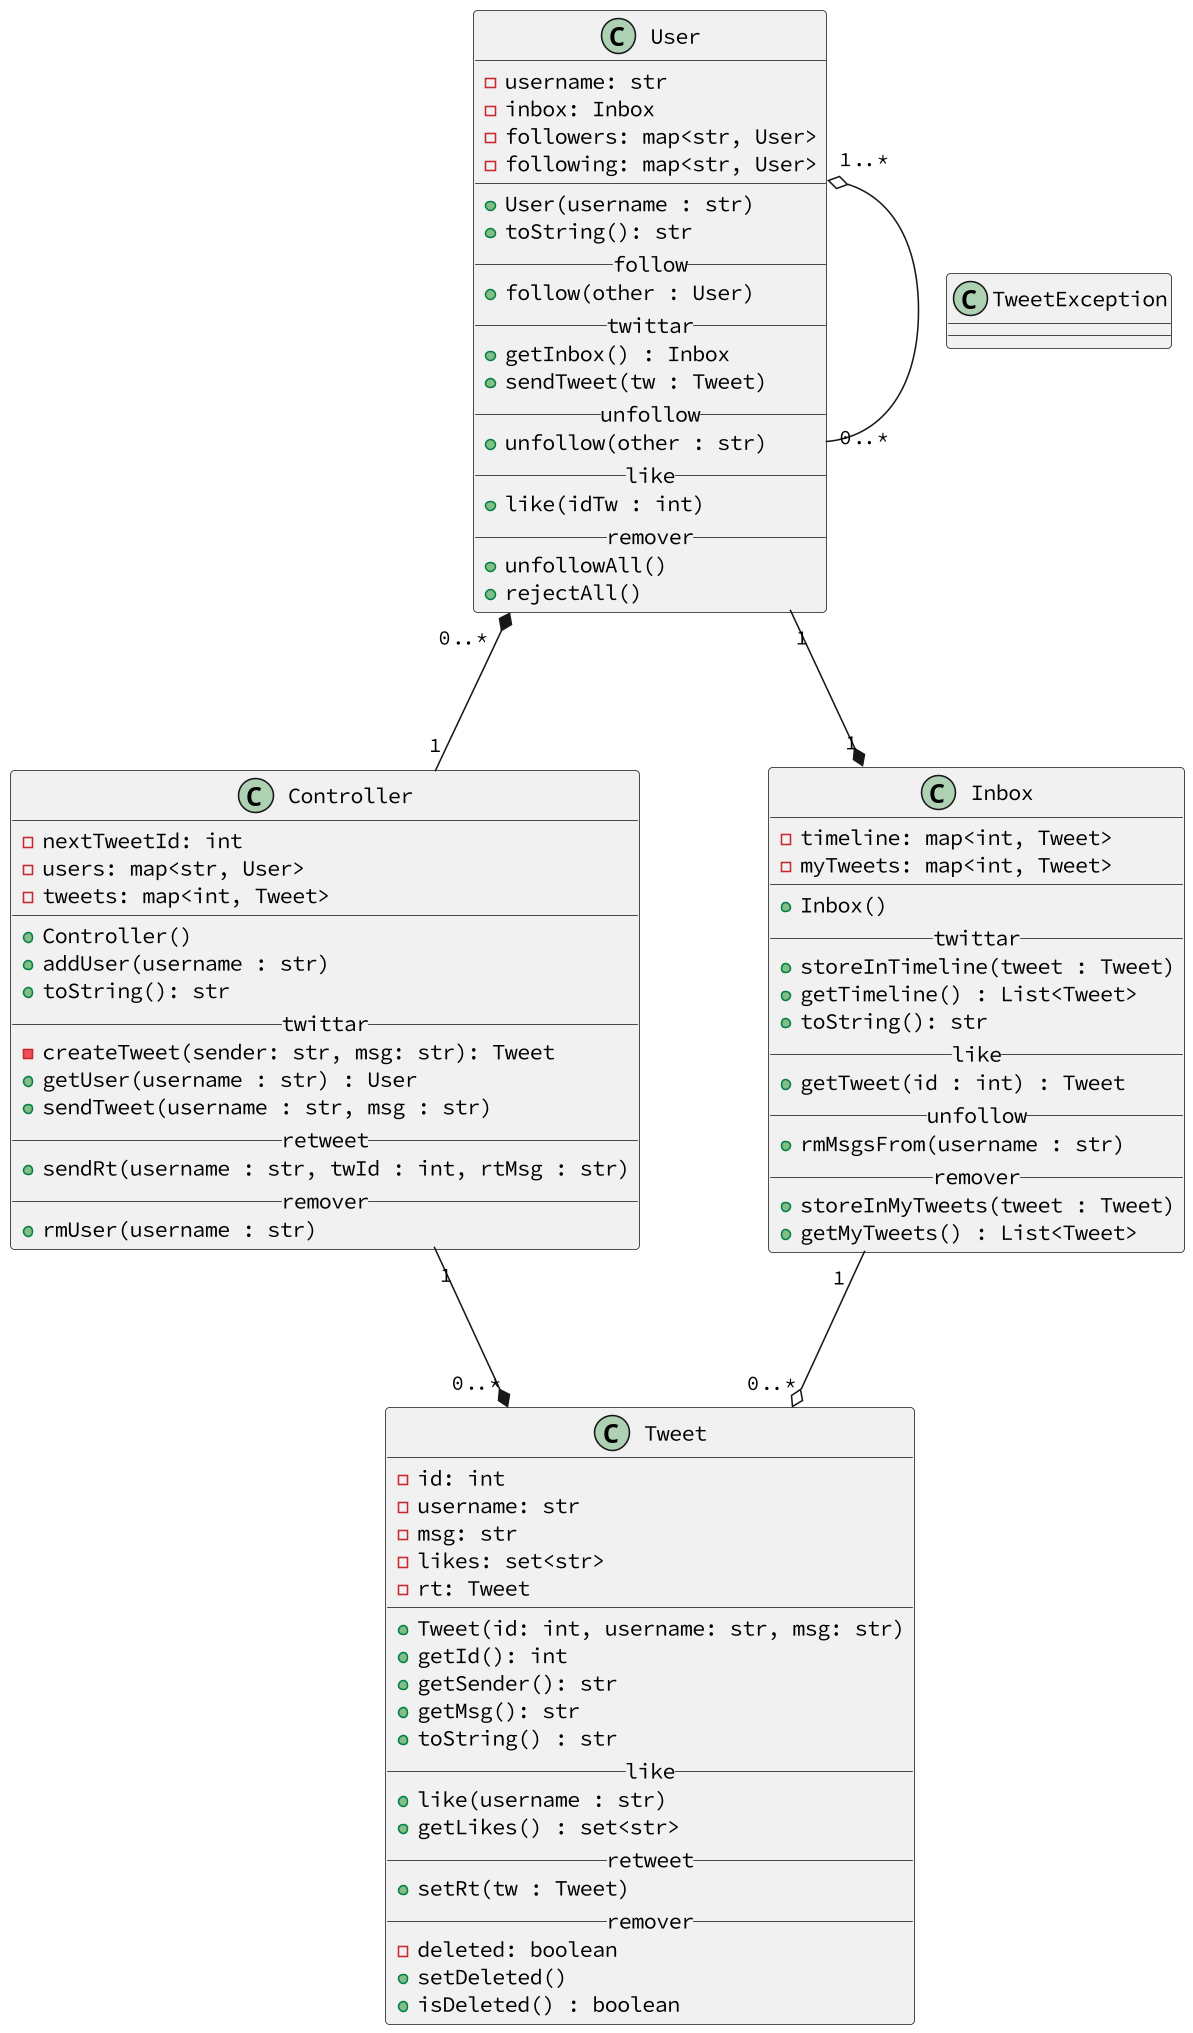 C User
username: str
inbox: Inbox
followers: map<str, User>
following: map<str, User>
User(username : str)
toString(): str
follow
follow(other : User)
twittar
getInbox() : Inbox
sendTweet(tw : Tweet)
unfollow
unfollow(other : str)
like
like(idTw : int)
remover
unfollowAll()
rejectAll()
1..*
0..*
C TweetException
0..*
1
1
1
C Controller
nextTweetId: int
users: map<str, User>
tweets: map<int, Tweet>
Controller()
addUser(username : str)
toString(): str
twittar
createTweet(sender: str, msg: str): Tweet
getUser(username : str) : User
sendTweet(username : str, msg : str)
retweet
sendRt(username : str, twId : int, rtMsg : str)
remover
rmUser(username : str)
C Inbox
timeline: map<int, Tweet>
myTweets: map<int, Tweet>
Inbox()
twittar
storeInTimeline(tweet : Tweet)
getTimeline() : List<Tweet>
toString(): str
like
getTweet(id : int) : Tweet
unfollow
rmMsgsFrom(username : str)
remover
storeInMyTweets(tweet : Tweet)
getMyTweets() : List<Tweet>
1
0..*
1
0..*
C Tweet
id: int
username: str
msg: str
likes: set<str>
rt: Tweet
Tweet(id: int, username: str, msg: str)
getId(): int
getSender(): str
getMsg(): str
toString() : str
like
like(username : str)
getLikes() : set<str>
retweet
setRt(tw : Tweet)
remover
deleted: boolean
setDeleted()
isDeleted() : boolean